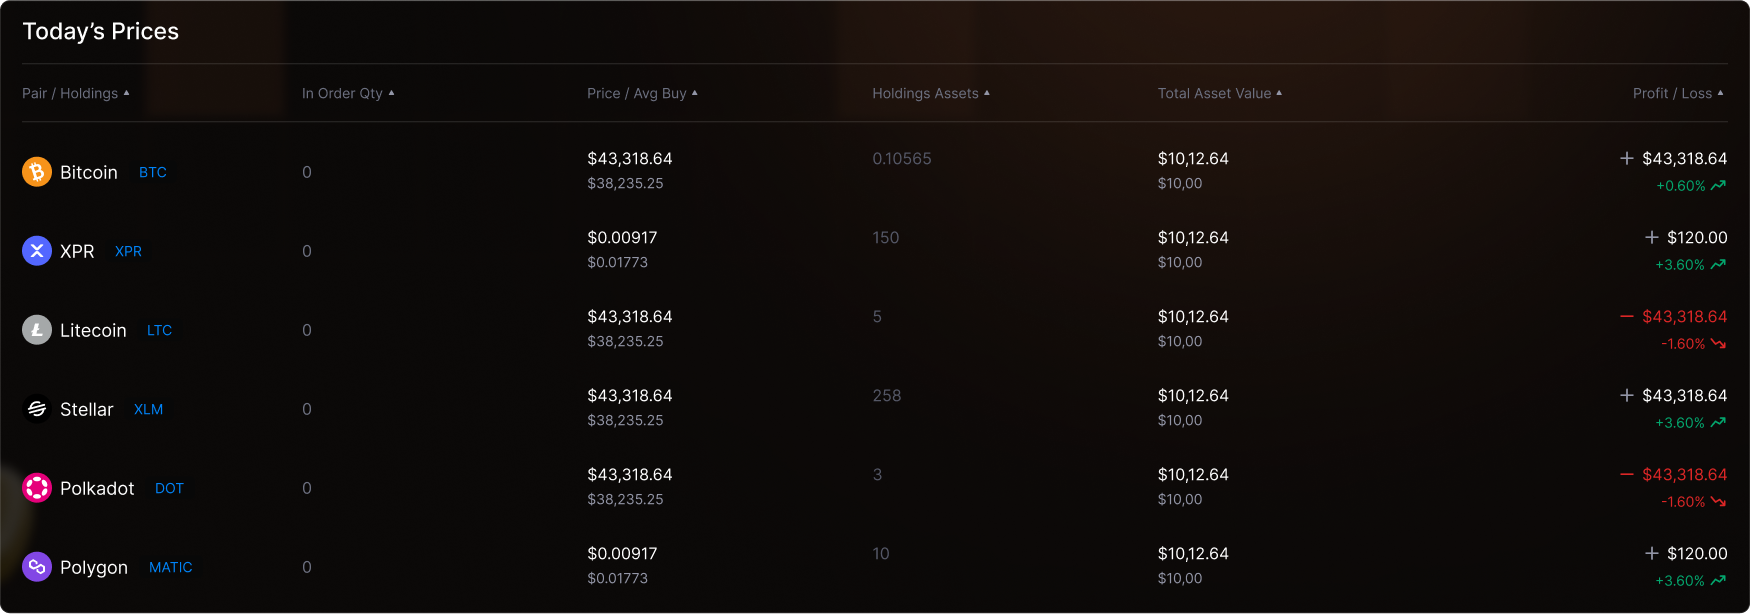 Today’s Prices
Pair / Holdings In Order Qty Price / Avg Buy Holdings Assets Total Asset Value Profit / Loss
Bitcoin BTC 0 $43,318.64 0.10565 $10,12.64 + $43,318.64
$38,235.25 $10,00 +0.60%
XPR XPR 0 $0.00917 150 $10,12.64 + $120.00
$0.01773 $10,00 +3.60%
Litecoin LTC 0 $43,318.64 5 $10,12.64 − $43,318.64
$38,235.25 $10,00 -1.60%
Stellar XLM 0 $43,318.64 258 $10,12.64 + $43,318.64
$38,235.25 $10,00 +3.60%
Polkadot DOT 0 $43,318.64 3 $10,12.64 − $43,318.64
$38,235.25 $10,00 -1.60%
Polygon MATIC 0 $0.00917 10 $10,12.64 + $120.00
$0.01773 $10,00 +3.60%